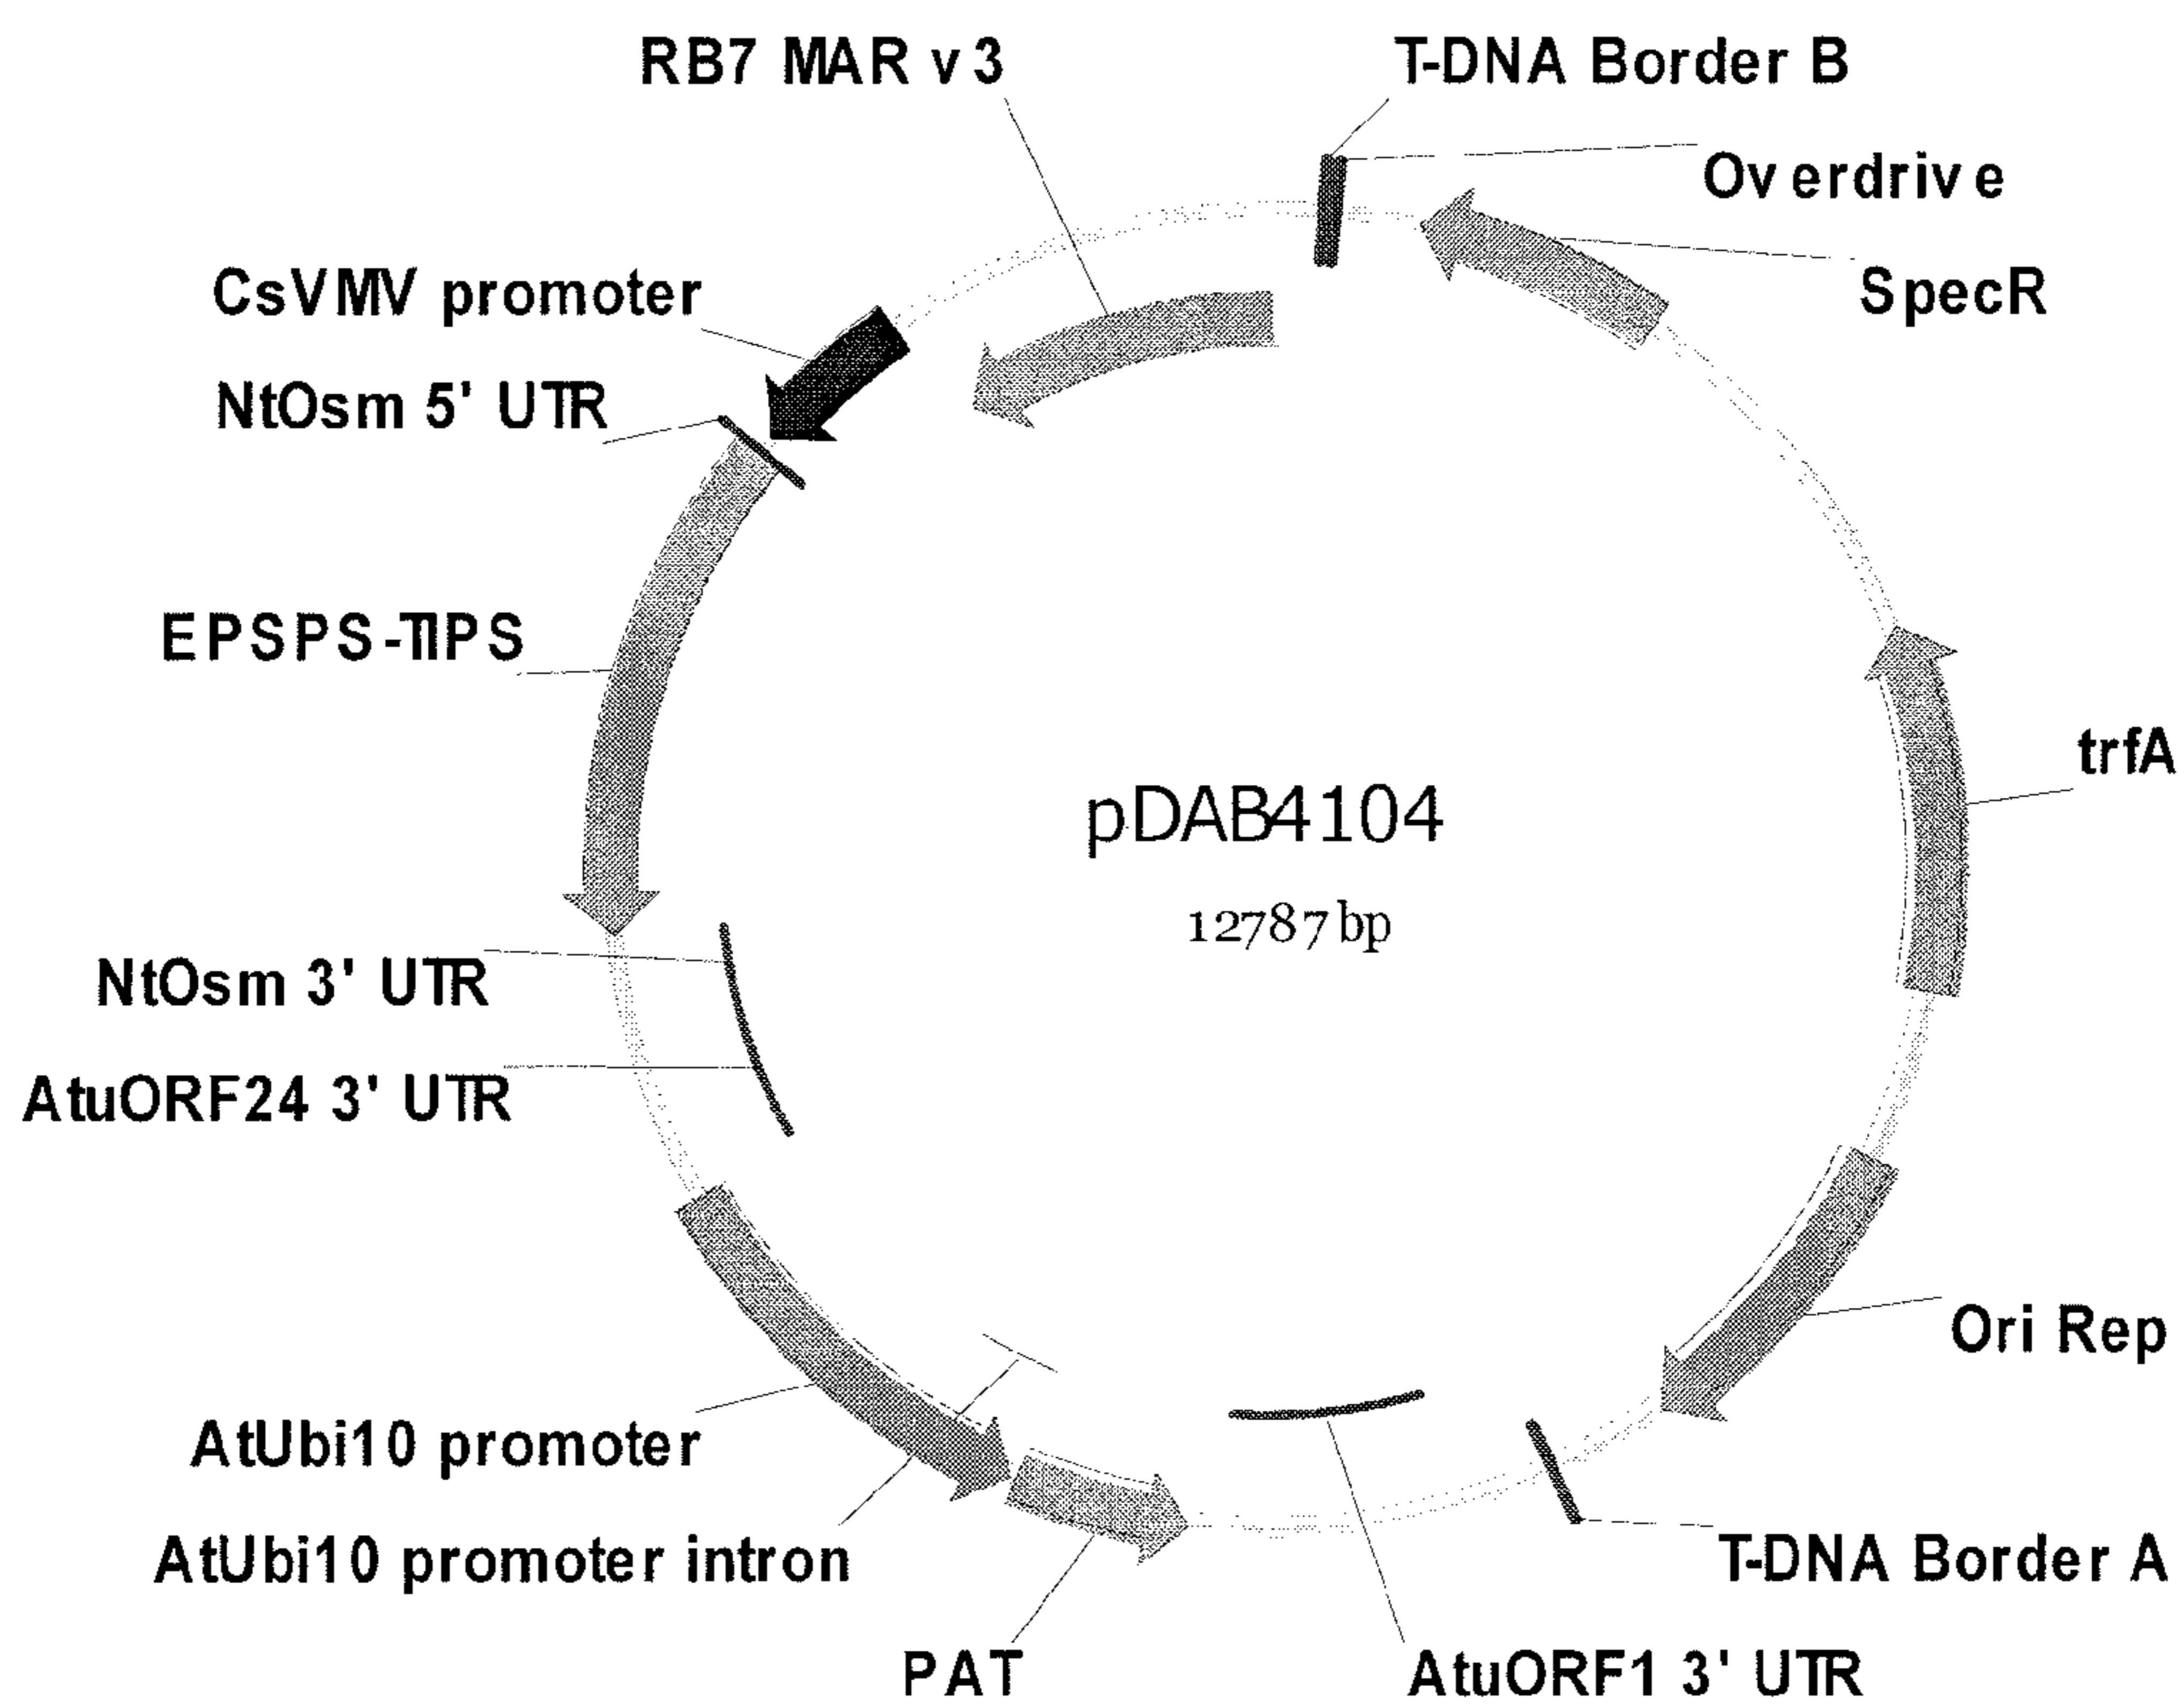 RB7 MAR v3
T-DNA Border B
Overdrive
SpecR
CsVMV promoter
NtOsm 5' UTR
EPSPS-TIPS
trfA
pDAB4104
12787 bp
NtOsm 3' UTR
AtuORF24 3' UTR
Ori Rep
AtUbi10 promoter
AtUbi10 promoter intron
T-DNA Border A
PAT
AtuORF1 3' UTR